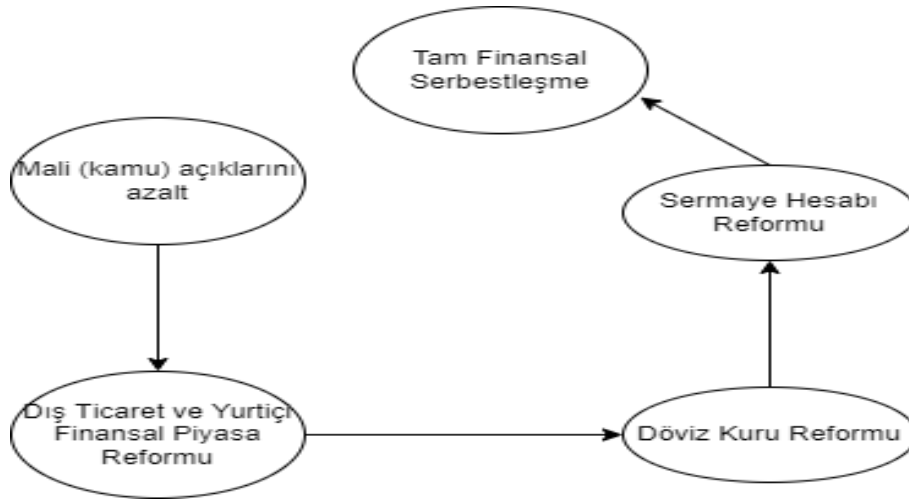 Tam Finansal
Serbestleşme
Mali (kamu) açıklarını
azalt
Sermaye Hesabı
Reformu
Dış Ticaret ve Yurtiçi
Finansal Piyasa
Reformu
Döviz Kuru Reformu